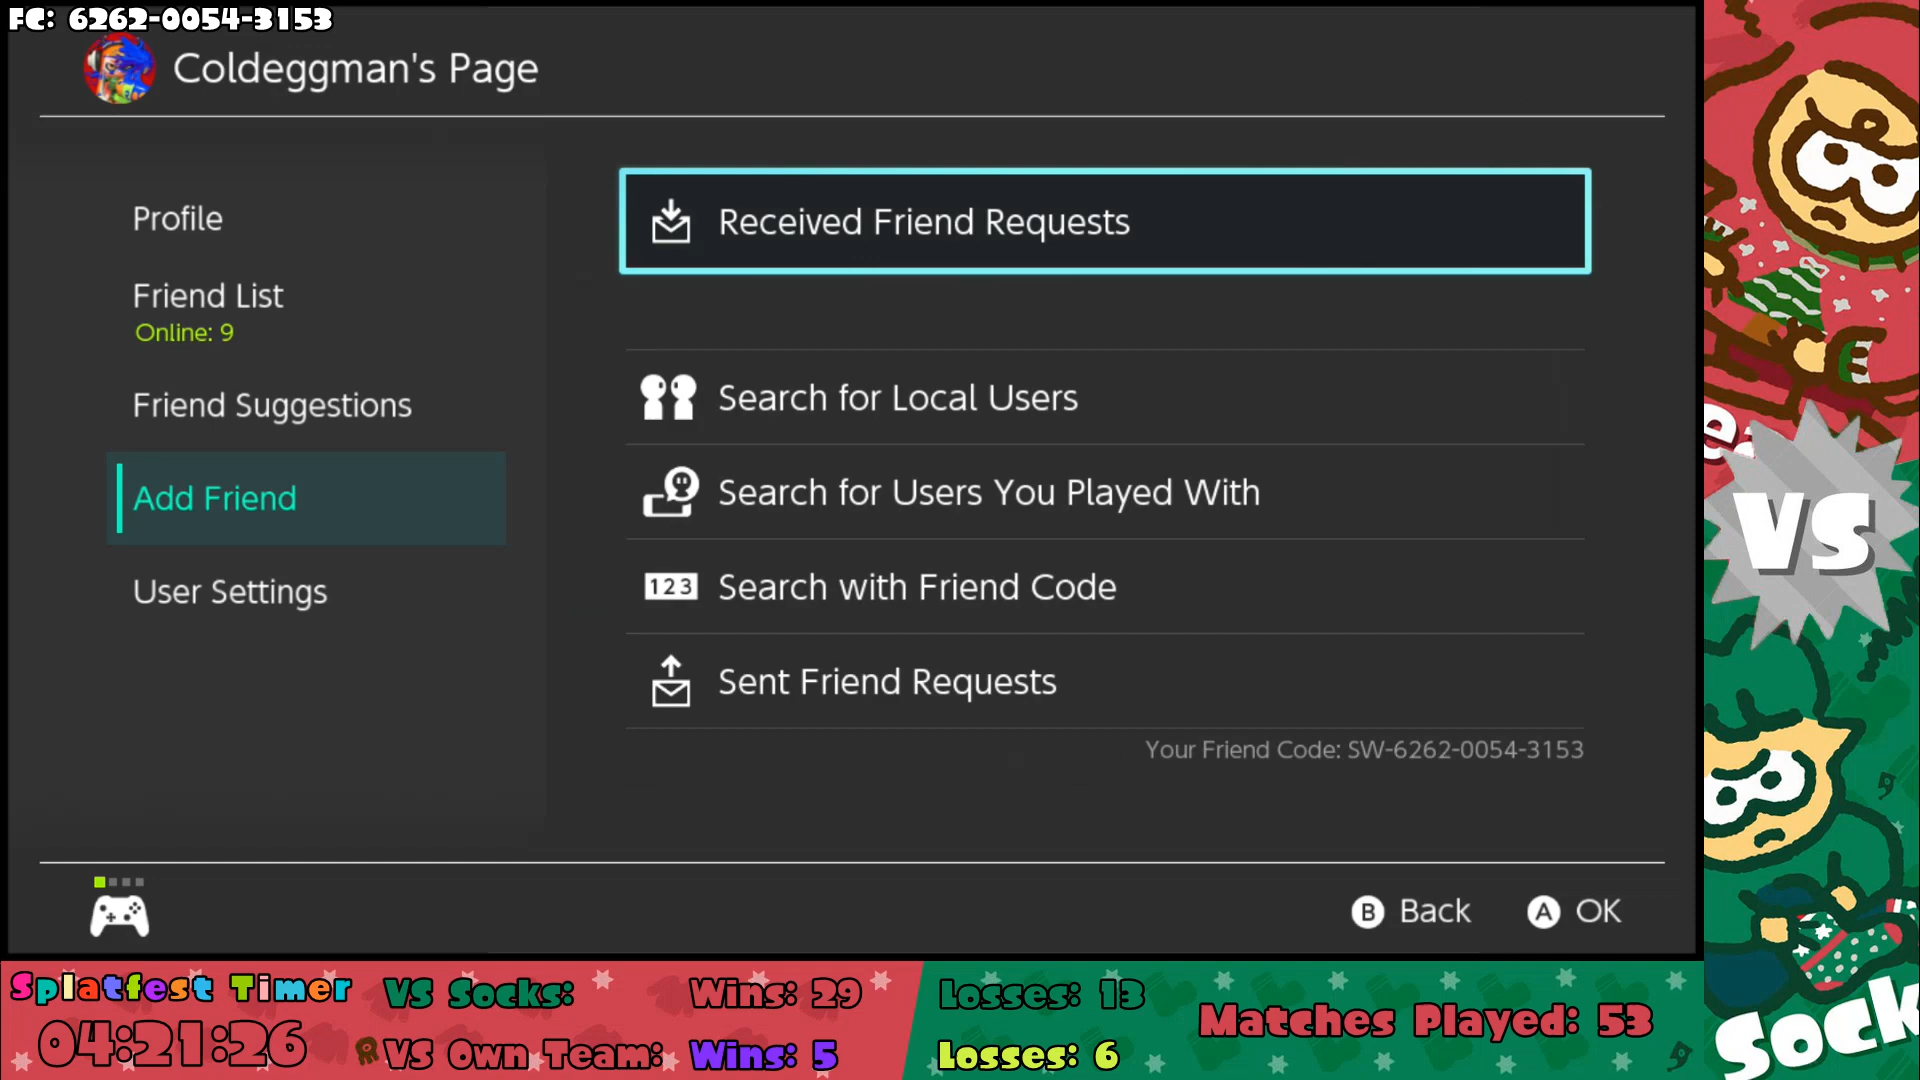 FC: 6262-0054-3153
Coldeggman's Page
Profile
Friend List
Online: 9
Friend Suggestions
Add Friend
User Settings
Received Friend Requests
Search for Local Users
Search for Users You Played With
123 Search with Friend Code
Sent Friend Requests
Your Friend Code: SW-6262-0054-3153
B Back A OK
VS
Sock
Splatfest Timer
04:21:26
VS Socks: Wins: 29 Losses: 13
VS Own Team: Wins: 5 Losses: 6
Matches Played: 53